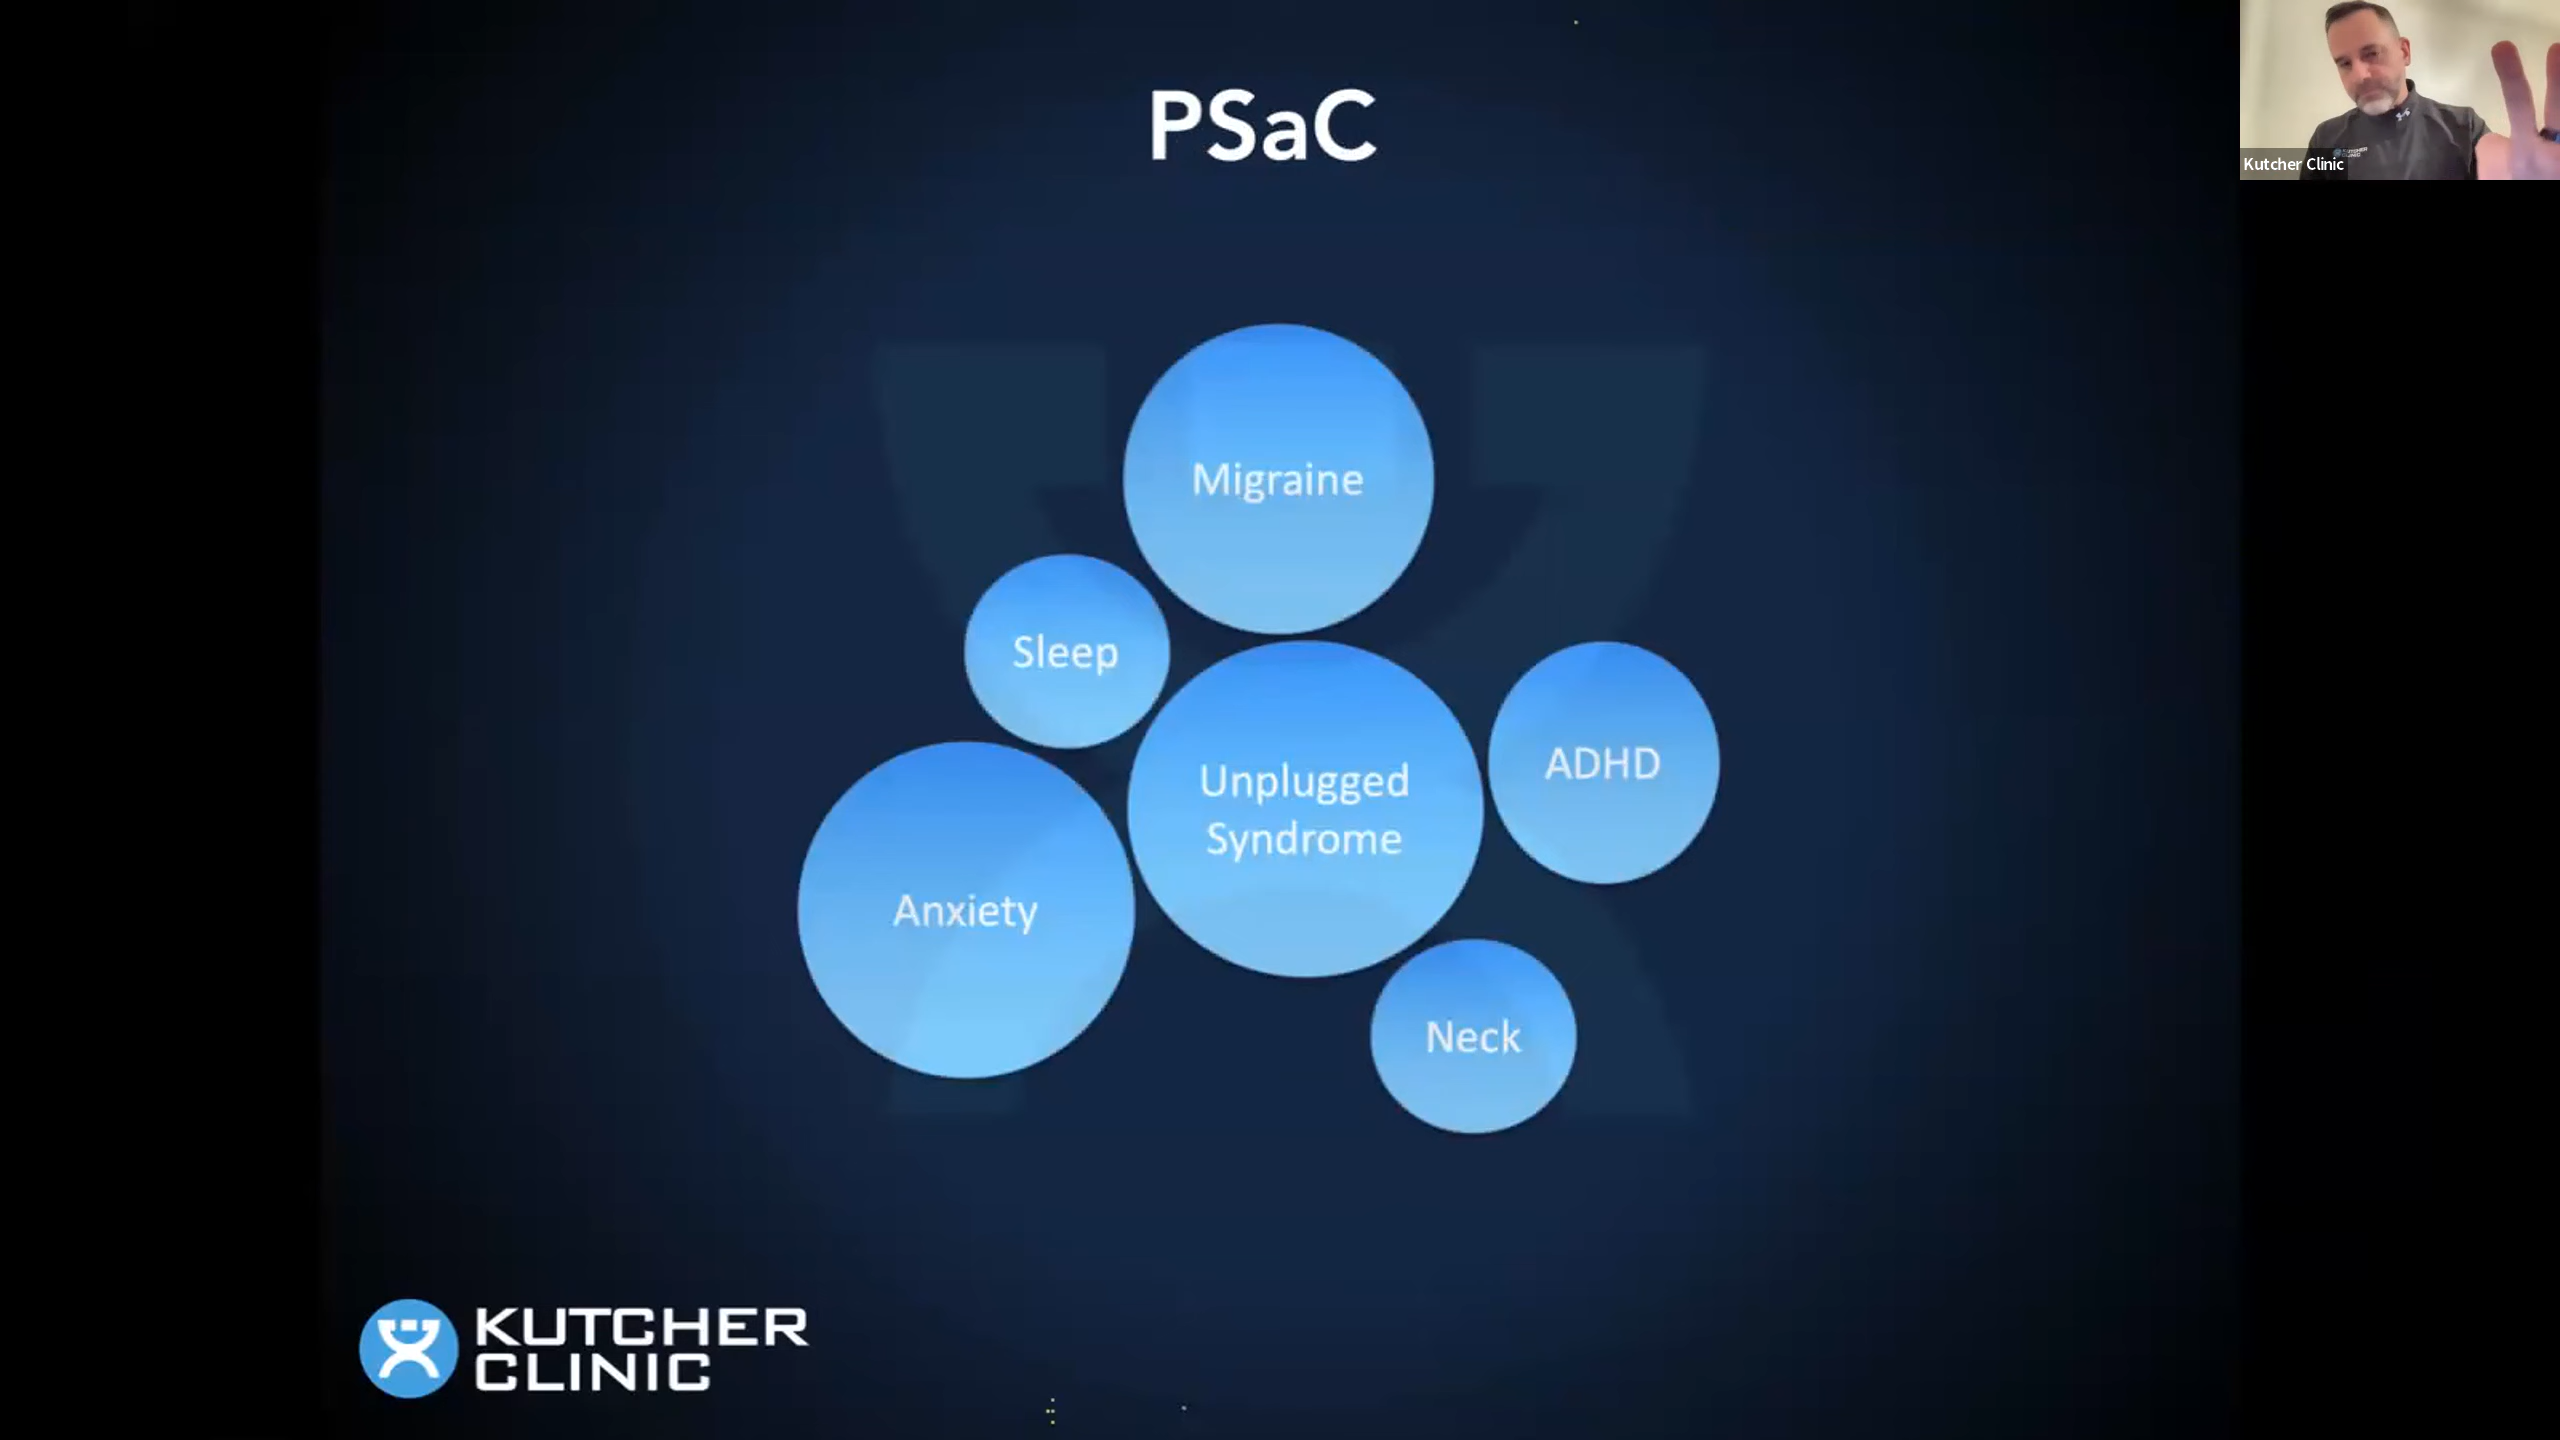 PSaC
Kutcher Clinic
Migraine
Sleep
Unplugged
Syndrome
ADHD
Anxiety
Neck
KUTCHER
CLINIC